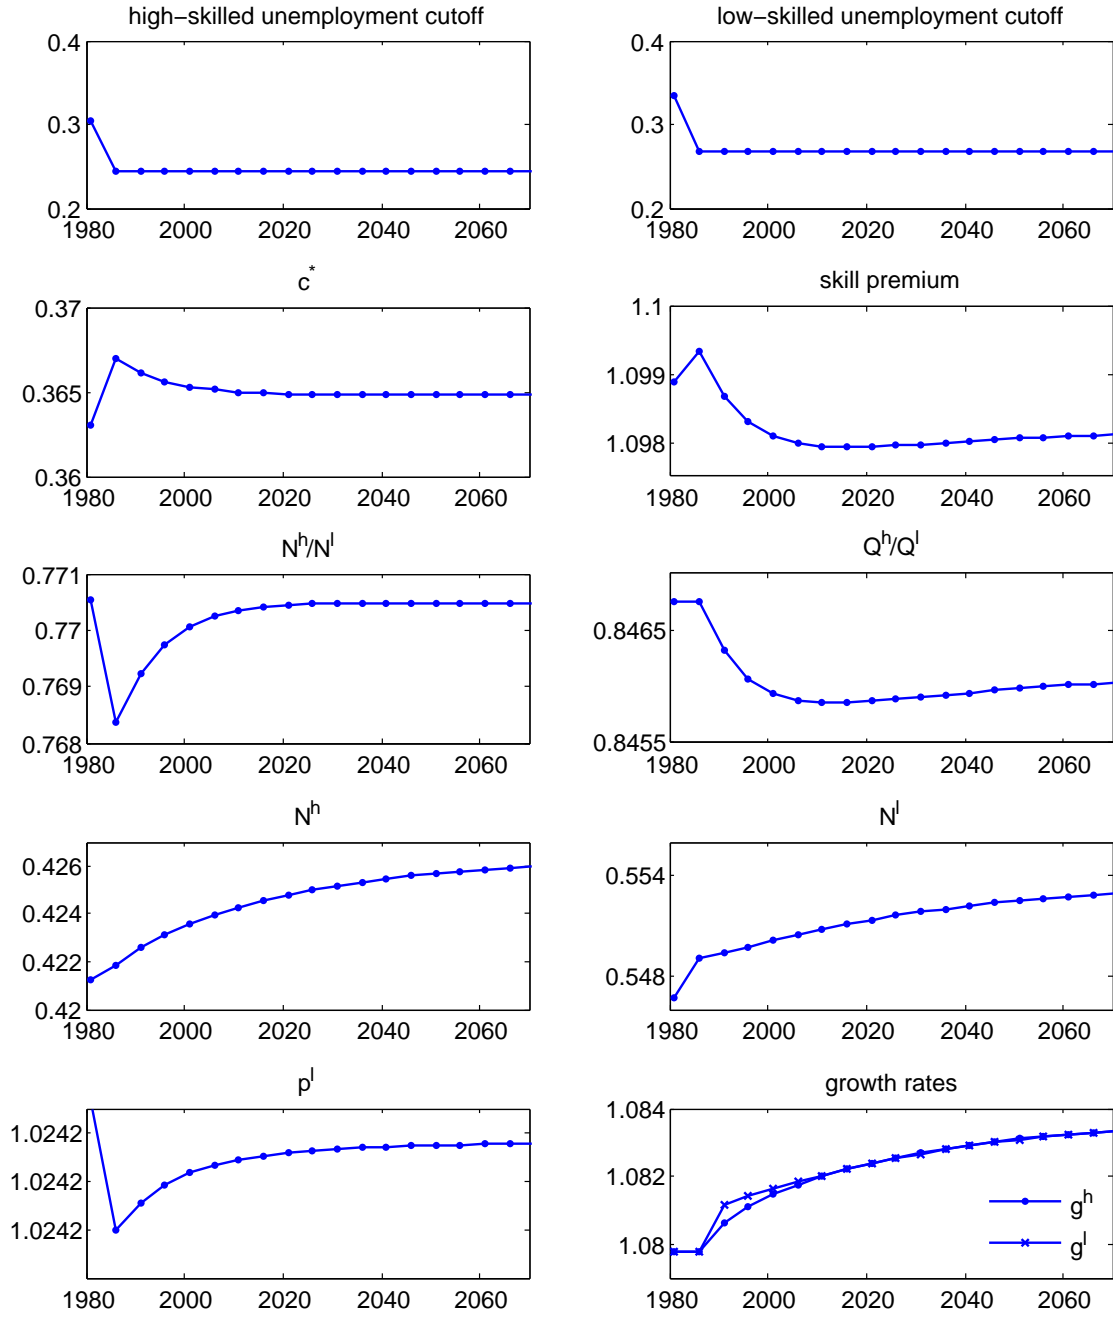 high−skilled unemployment cutoff
low−skilled unemployment cutoff
0.4
0.3
0.2
1980 2000 2020 2040 2060
0.4
0.3
0.2
1980 2000 2020 2040 2060
c*
skill premium
0.37
0.365
0.36
1980 2000 2020 2040 2060
1.1
1.099
1.098
1980 2000 2020 2040 2060
N^h/N^l
Q^h/Q^l
0.771
0.77
0.769
0.768
1980 2000 2020 2040 2060
0.8465
0.8455
1980 2000 2020 2040 2060
N^h
N^l
0.426
0.424
0.422
0.42
1980 2000 2020 2040 2060
0.554
0.548
1980 2000 2020 2040 2060
p^l
growth rates
1.0242
1.0242
1.0242
1980 2000 2020 2040 2060
1.084
1.082
1.08
g^h
g^l
1980 2000 2020 2040 2060